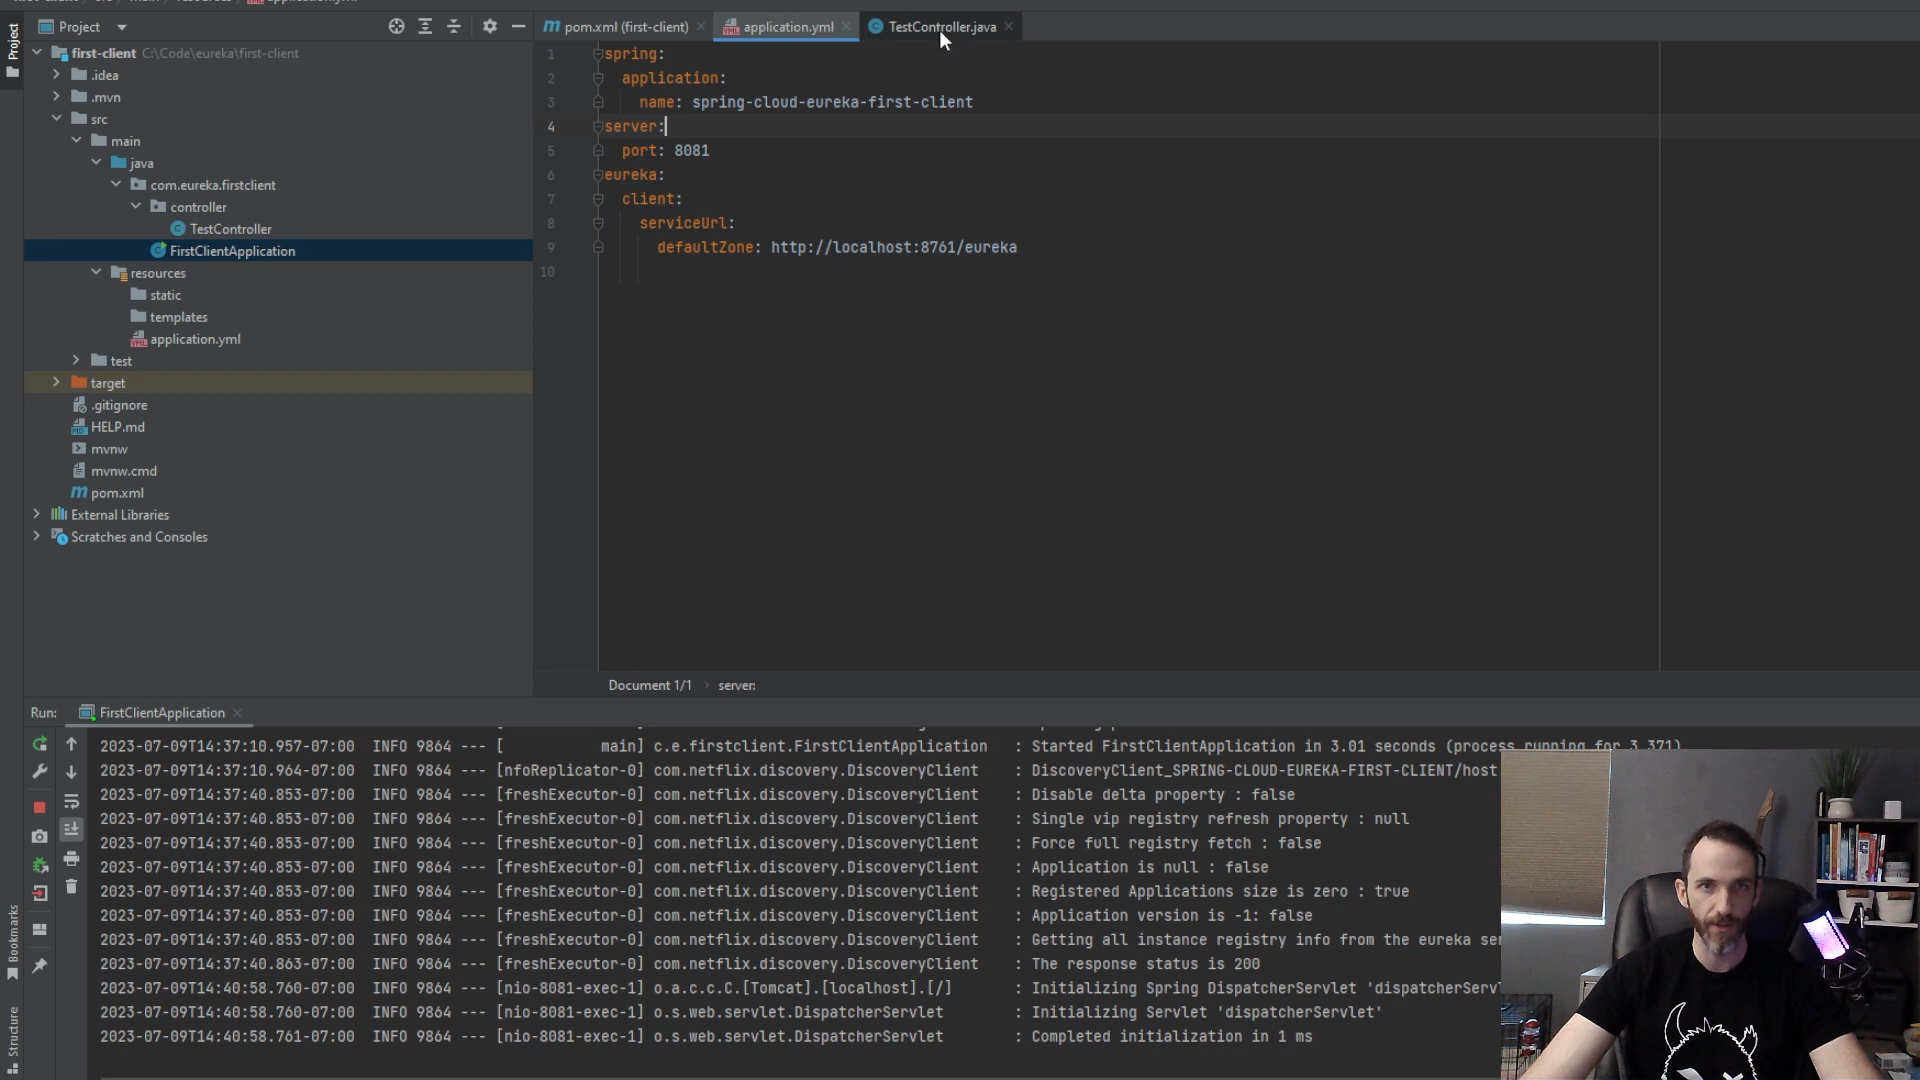 Project
first-client C:\Code\eureka\first-client
.idea
.mvn
src
main
java
com.eureka.firstclient
controller
TestController
FirstClientApplication
resources
static
templates
application.yml
test
target
.gitignore
HELP.md
mvnw
mvnw.cmd
pom.xml
External Libraries
Scratches and Consoles
Project
Bookmarks
Structure
pom.xml (first-client)
application.yml
TestController.java
1 spring:
2 application:
3 name: spring-cloud-eureka-first-client
4 server:
5 port: 8081
6 eureka:
7 client:
8 serviceUrl:
9 defaultZone: http://localhost:8761/eureka
10
Document 1/1 › server:
Run: FirstClientApplication
2023-07-09T14:37:10.957-07:00 INFO 9864 --- [ main] c.e.firstclient.FirstClientApplication : Started FirstClientApplication in 3.01 seconds (process running for 3.371)
2023-07-09T14:37:10.964-07:00 INFO 9864 --- [nfoReplicator-0] com.netflix.discovery.DiscoveryClient : DiscoveryClient_SPRING-CLOUD-EUREKA-FIRST-CLIENT/host
2023-07-09T14:37:40.853-07:00 INFO 9864 --- [freshExecutor-0] com.netflix.discovery.DiscoveryClient : Disable delta property : false
2023-07-09T14:37:40.853-07:00 INFO 9864 --- [freshExecutor-0] com.netflix.discovery.DiscoveryClient : Single vip registry refresh property : null
2023-07-09T14:37:40.853-07:00 INFO 9864 --- [freshExecutor-0] com.netflix.discovery.DiscoveryClient : Force full registry fetch : false
2023-07-09T14:37:40.853-07:00 INFO 9864 --- [freshExecutor-0] com.netflix.discovery.DiscoveryClient : Application is null : false
2023-07-09T14:37:40.853-07:00 INFO 9864 --- [freshExecutor-0] com.netflix.discovery.DiscoveryClient : Registered Applications size is zero : true
2023-07-09T14:37:40.853-07:00 INFO 9864 --- [freshExecutor-0] com.netflix.discovery.DiscoveryClient : Application version is -1: false
2023-07-09T14:37:40.853-07:00 INFO 9864 --- [freshExecutor-0] com.netflix.discovery.DiscoveryClient : Getting all instance registry info from the eureka se
2023-07-09T14:37:40.863-07:00 INFO 9864 --- [freshExecutor-0] com.netflix.discovery.DiscoveryClient : The response status is 200
2023-07-09T14:40:58.760-07:00 INFO 9864 --- [nio-8081-exec-1] o.a.c.c.C.[Tomcat].[localhost].[/] : Initializing Spring DispatcherServlet 'dispatcherServl
2023-07-09T14:40:58.760-07:00 INFO 9864 --- [nio-8081-exec-1] o.s.web.servlet.DispatcherServlet : Initializing Servlet 'dispatcherServlet'
2023-07-09T14:40:58.761-07:00 INFO 9864 --- [nio-8081-exec-1] o.s.web.servlet.DispatcherServlet : Completed initialization in 1 ms